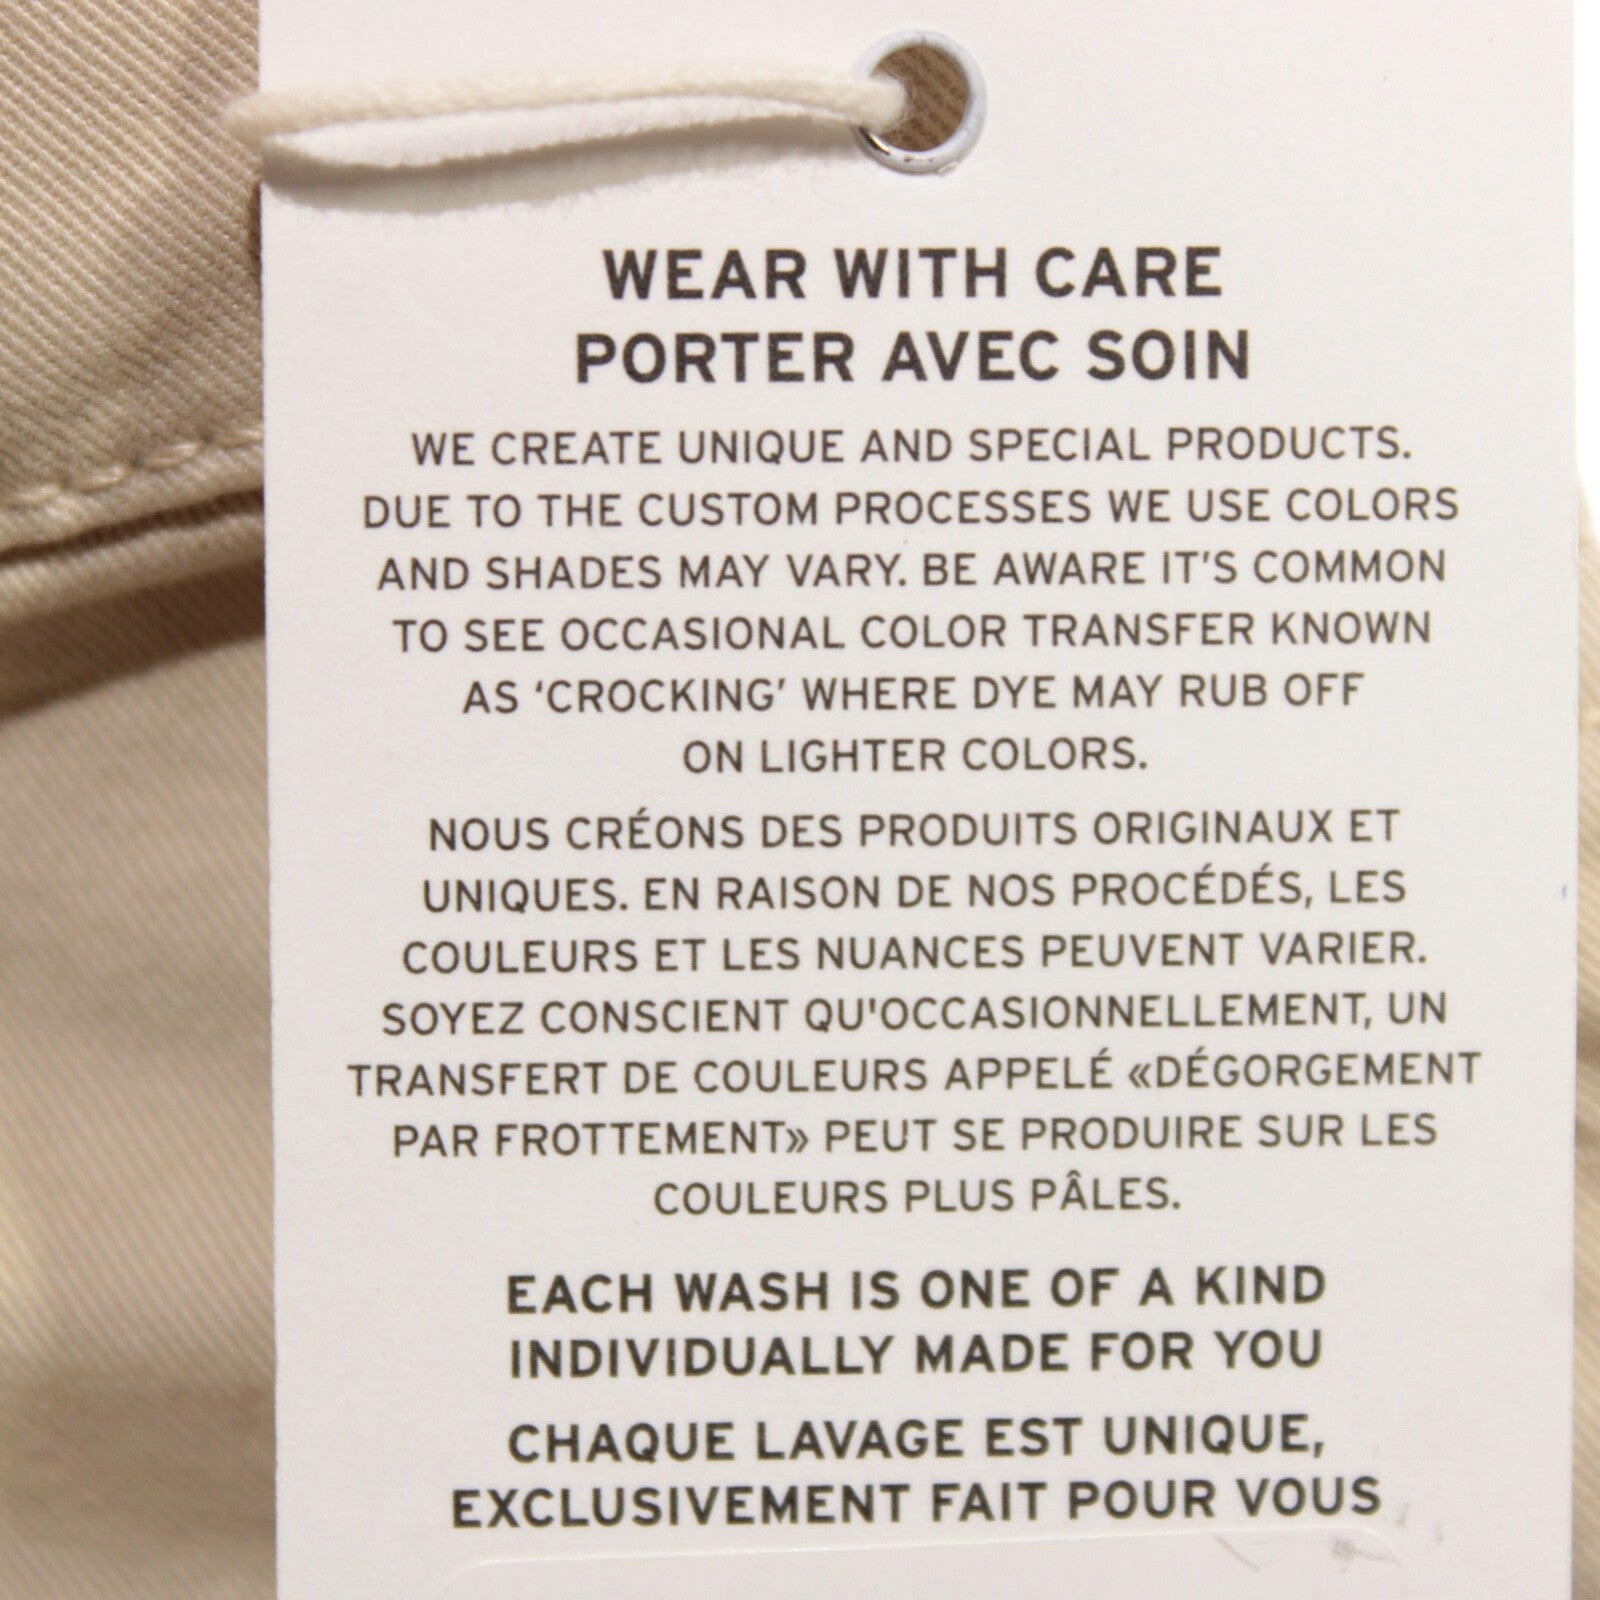 WEAR WITH CARE
PORTER AVEC SOIN
WE CREATE UNIQUE AND SPECIAL PRODUCTS.
DUE TO THE CUSTOM PROCESSES WE USE COLORS
AND SHADES MAY VARY. BE AWARE IT'S COMMON
TO SEE OCCASIONAL COLOR TRANSFER KNOWN
AS ‘CROCKING’ WHERE DYE MAY RUB OFF
ON LIGHTER COLORS.
NOUS CRÉONS DES PRODUITS ORIGINAUX ET
UNIQUES. EN RAISON DE NOS PROCÉDÉS, LES
COULEURS ET LES NUANCES PEUVENT VARIER.
SOYEZ CONSCIENT QU'OCCASIONNELLEMENT, UN
TRANSFERT DE COULEURS APPELÉ «DÉGORGEMENT
PAR FROTTEMENT» PEUT SE PRODUIRE SUR LES
COULEURS PLUS PÂLES.
EACH WASH IS ONE OF A KIND
INDIVIDUALLY MADE FOR YOU
CHAQUE LAVAGE EST UNIQUE,
EXCLUSIVEMENT FAIT POUR VOUS